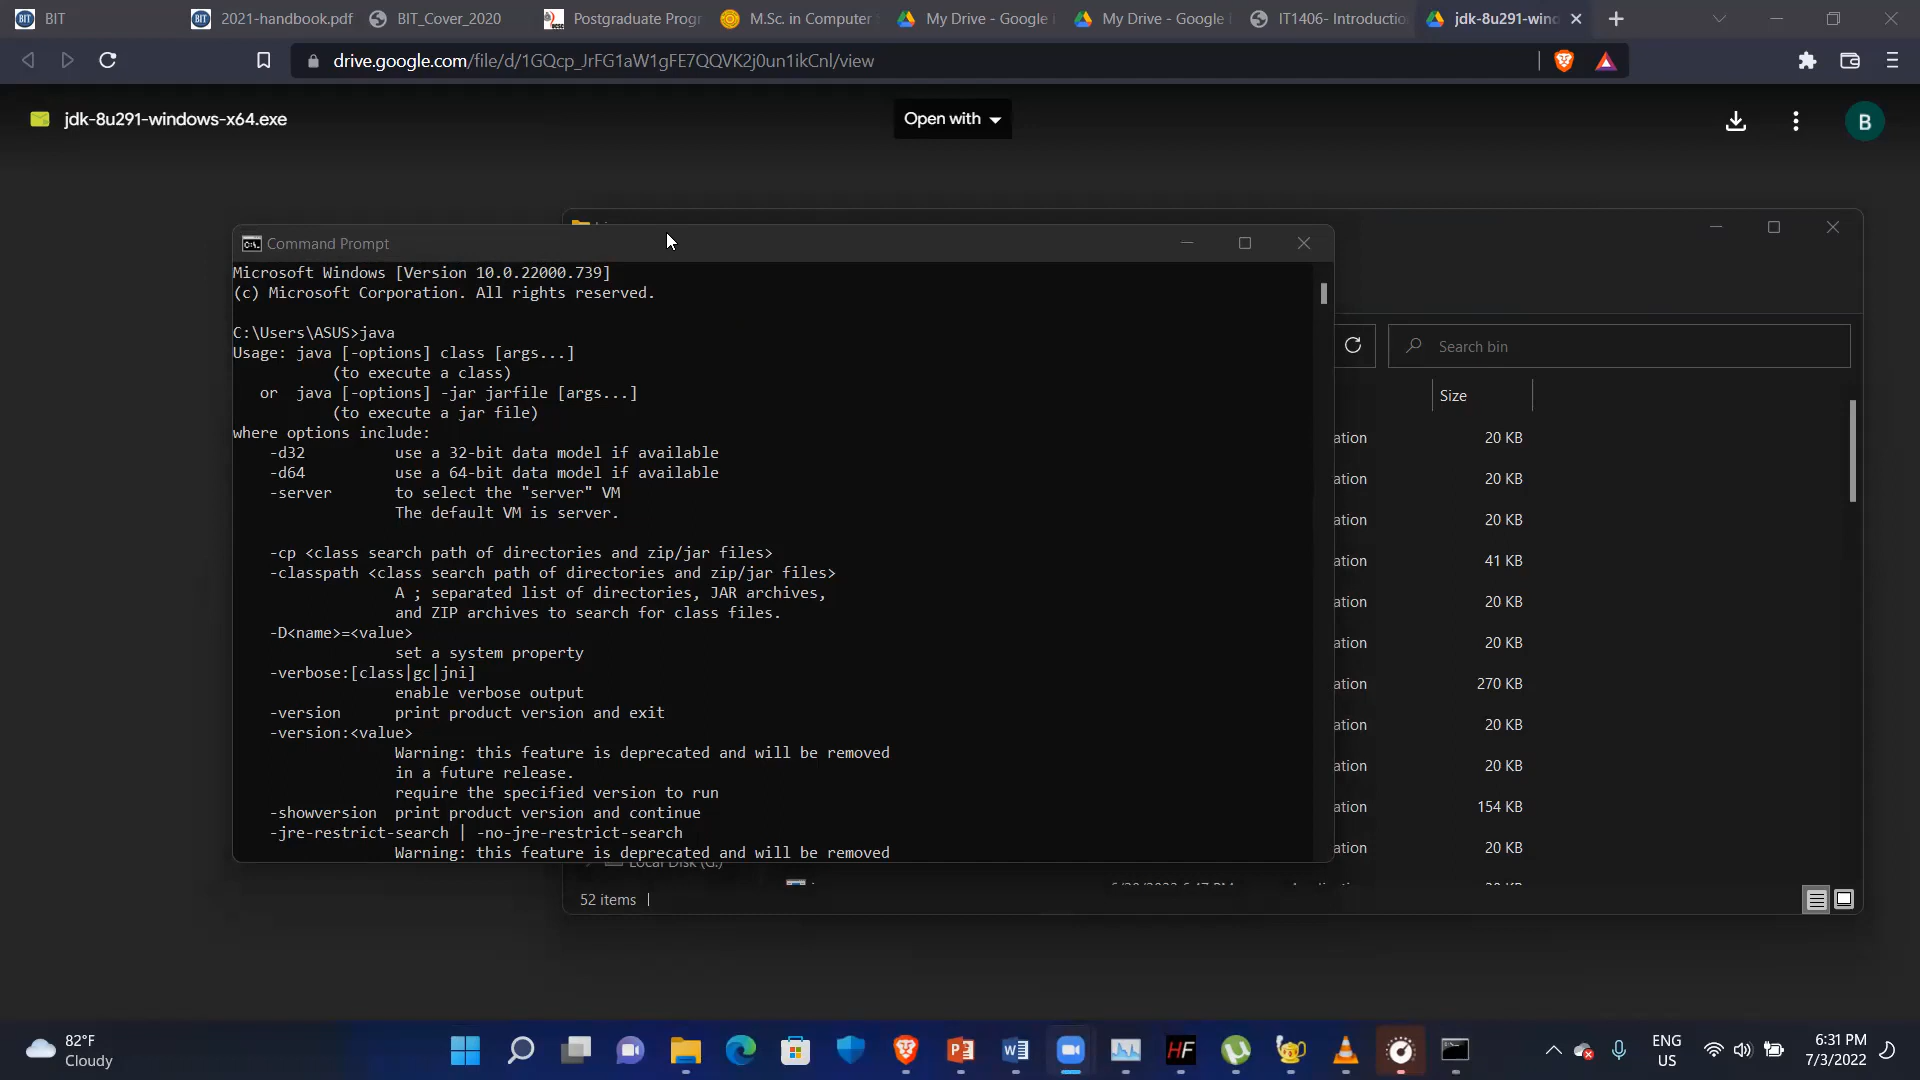 BIT
2021-handbook.pdf
BIT_Cover_2020
Postgraduate Progr
M.Sc. in Computer
My Drive - Google
My Drive - Google
IT1406- Introductio
jdk-8u291-wind
drive.google.com/file/d/1GQcp_JrFG1aW1gFE7QQVK2j0un1ikCnl/view
jdk-8u291-windows-x64.exe
Open with
B
Command Prompt
Microsoft Windows [Version 10.0.22000.739]
(c) Microsoft Corporation. All rights reserved.
C:\Users\ASUS>java
Usage: java [-options] class [args...]
(to execute a class)
or java [-options] -jar jarfile [args...]
(to execute a jar file)
where options include:
-d32 use a 32-bit data model if available
-d64 use a 64-bit data model if available
-server to select the "server" VM
The default VM is server.
-cp <class search path of directories and zip/jar files>
-classpath <class search path of directories and zip/jar files>
A ; separated list of directories, JAR archives,
and ZIP archives to search for class files.
-D<name>=<value>
set a system property
-verbose:[class|gc|jni]
enable verbose output
-version print product version and exit
-version:<value>
Warning: this feature is deprecated and will be removed
in a future release.
require the specified version to run
-showversion print product version and continue
-jre-restrict-search | -no-jre-restrict-search
Warning: this feature is deprecated and will be removed
Search bin
Size
ation 20 KB
ation 20 KB
ation 20 KB
ation 41 KB
ation 20 KB
ation 20 KB
ation 270 KB
ation 20 KB
ation 20 KB
ation 154 KB
ation 20 KB
Local Disk (G:)
52 items
82°F
Cloudy
ENG
US
6:31 PM
7/3/2022